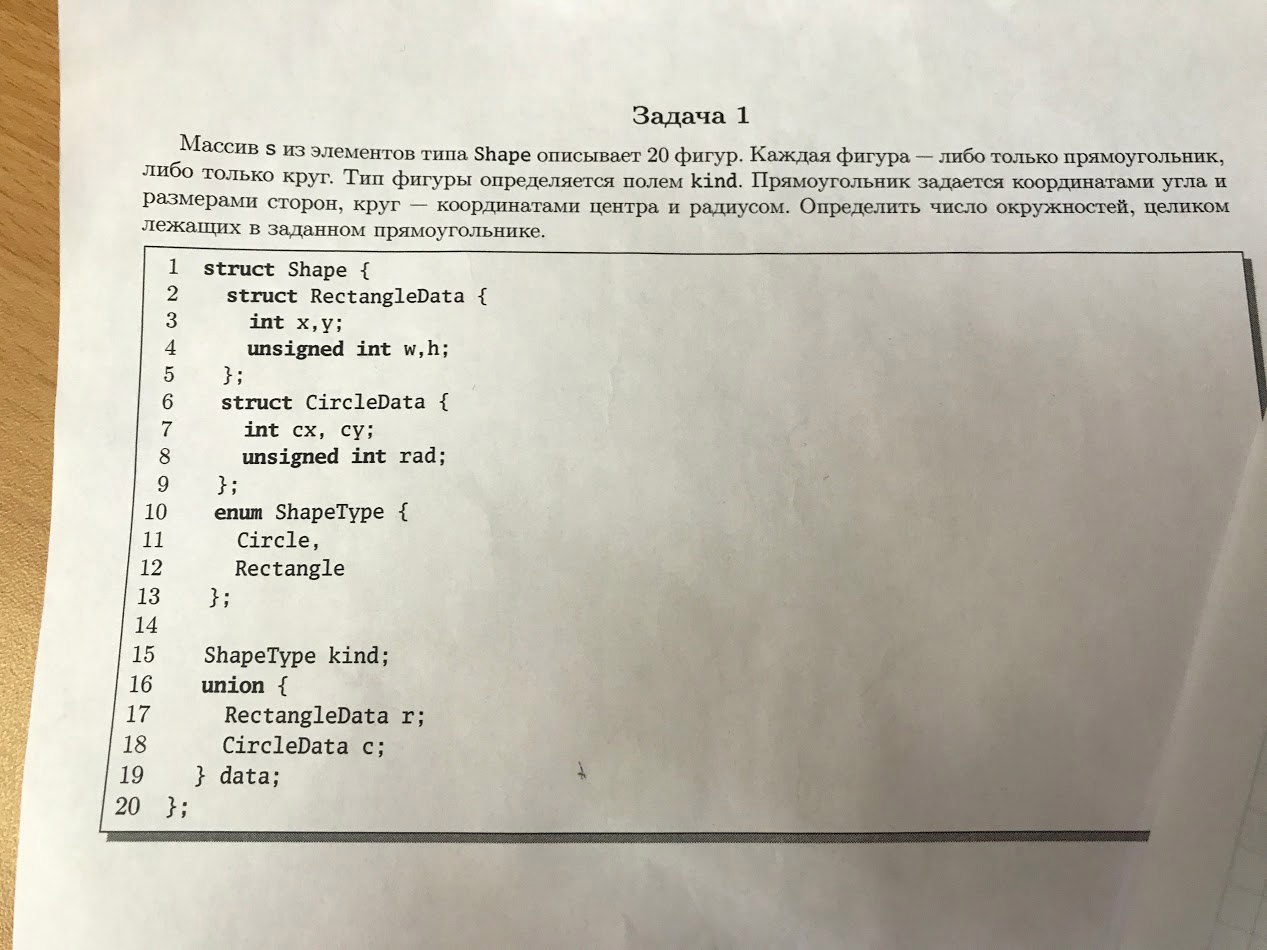 Задача 1
Массив s из элементов типа Shape описывает 20 фигур. Каждая фигура — либо только прямоугольник,
либо только круг. Тип фигуры определяется полем kind. Прямоугольник задается координатами угла и
размерами сторон, круг — координатами центра и радиусом. Определить число окружностей, целиком
лежащих в заданном прямоугольнике.
1 struct Shape {
2 struct RectangleData {
3 int x,y;
4 unsigned int w,h;
5 };
6 struct CircleData {
7 int cx, cy;
8 unsigned int rad;
9 };
10 enum ShapeType {
11 Circle,
12 Rectangle
13 };
14
15 ShapeType kind;
16 union {
17 RectangleData r;
18 CircleData c;
19 } data;
20 };